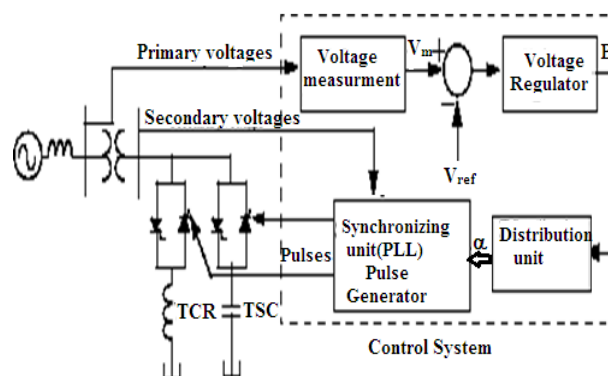 Primary voltages
Voltage
measurment
Vm
+
Voltage
Regulator
B
Secondary voltages
Vref
Synchronizing
unit(PLL)
Pulse
Generator
α
Distribution
unit
Pulses
TCR
TSC
Control System